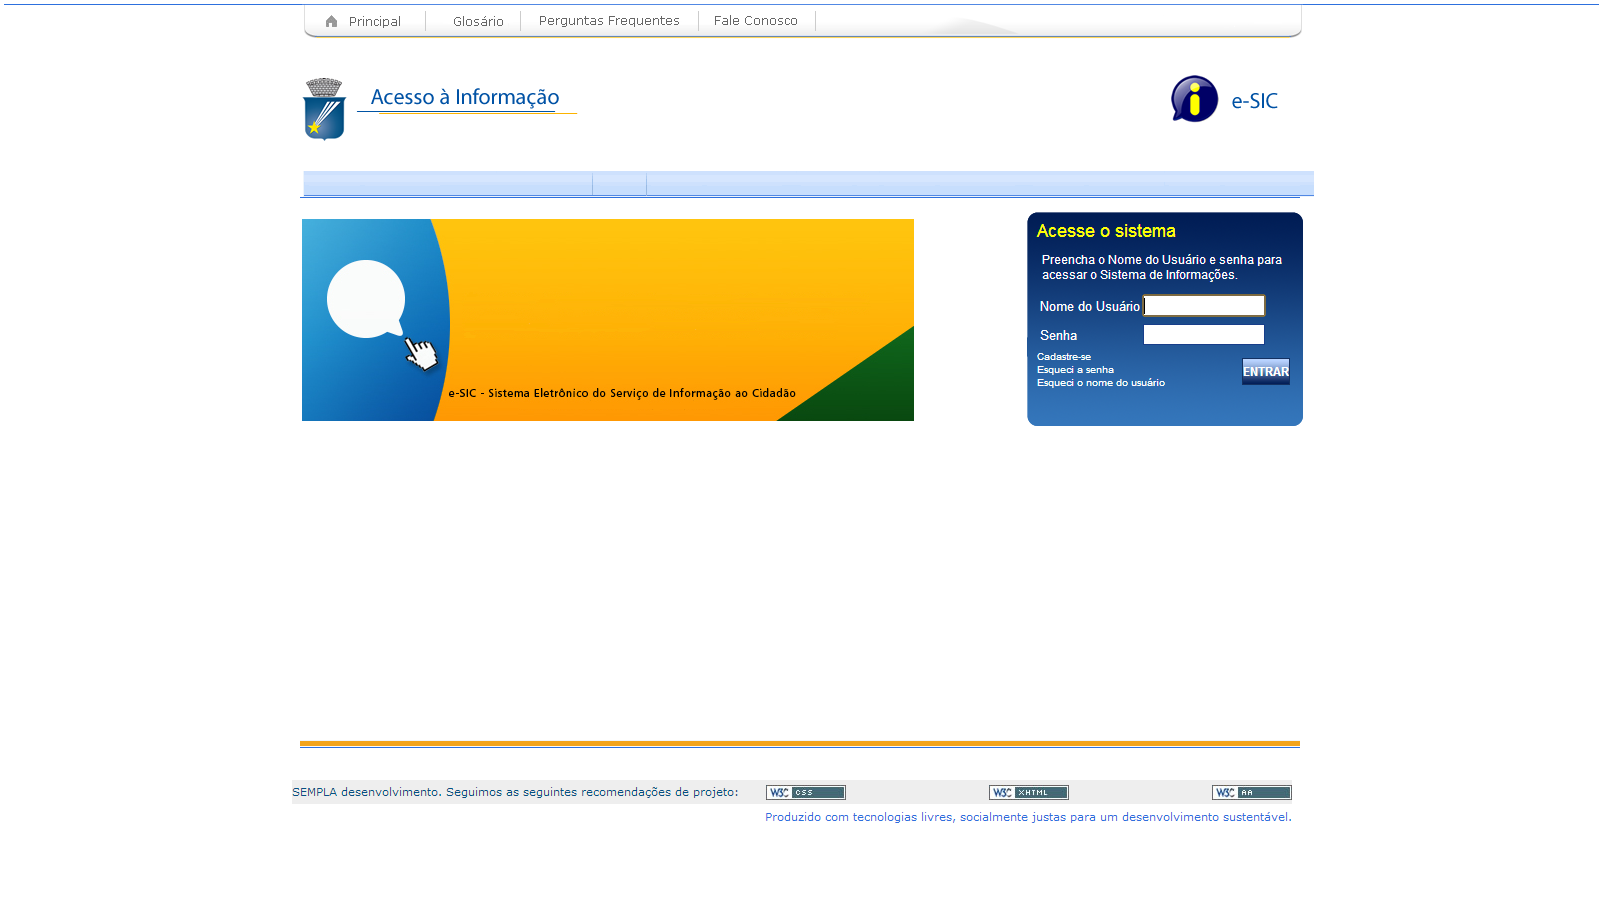 Principal
Glosário
Perguntas Frequentes
Fale Conosco
Acesso à Informação
e-SIC
e-SIC - Sistema Eletrônico do Serviço de Informação ao Cidadão
Acesse o sistema
Preencha o Nome do Usuário e senha para
acessar o Sistema de Informações.
Nome do Usuário
Senha
Cadastre-se
Esqueci a senha
Esqueci o nome do usuário
ENTRAR
SEMPLA desenvolvimento. Seguimos as seguintes recomendações de projeto:
W3C CSS
W3C XHTML
W3C AA
Produzido com tecnologias livres, socialmente justas para um desenvolvimento sustentável.